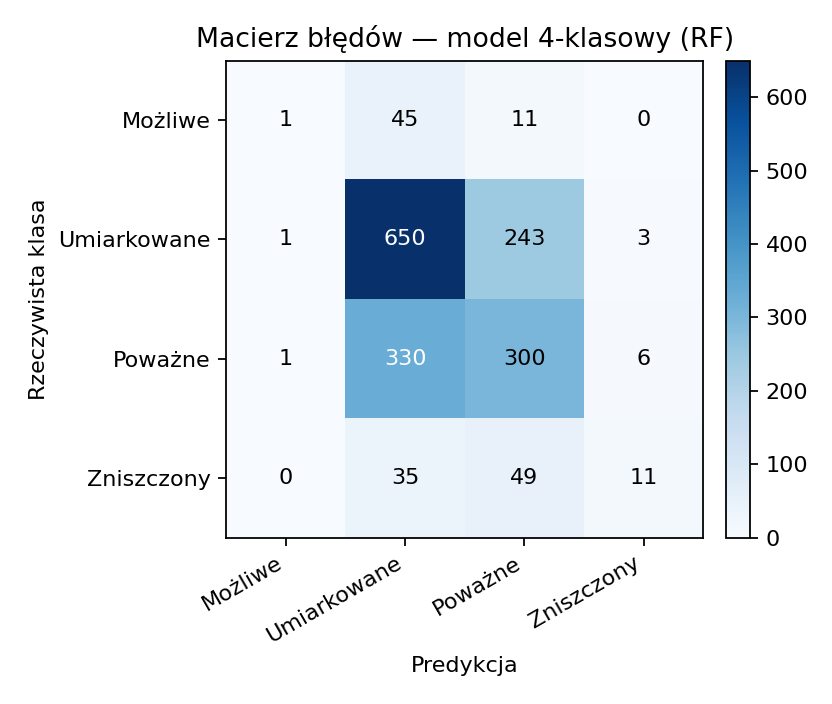 Macierz błędów — model 4-klasowy (RF)
Rzeczywista klasa
Możliwe 1 45 11 0
Umiarkowane 1 650 243 3
Poważne 1 330 300 6
Zniszczony 0 35 49 11
Możliwe Umiarkowane Poważne Zniszczony
Predykcja
600
500
400
300
200
100
0